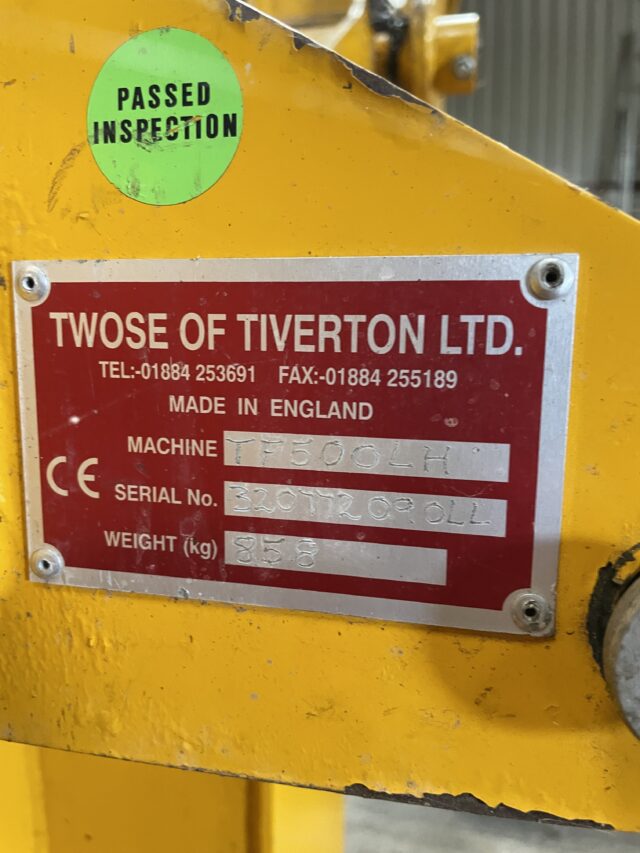 PASSED
INSPECTION
TWOSE OF TIVERTON LTD.
TEL:-01884 253691 FAX:-01884 255189
MADE IN ENGLAND
MACHINE TF500LH
CE
SERIAL No.
WEIGHT (kg) 858